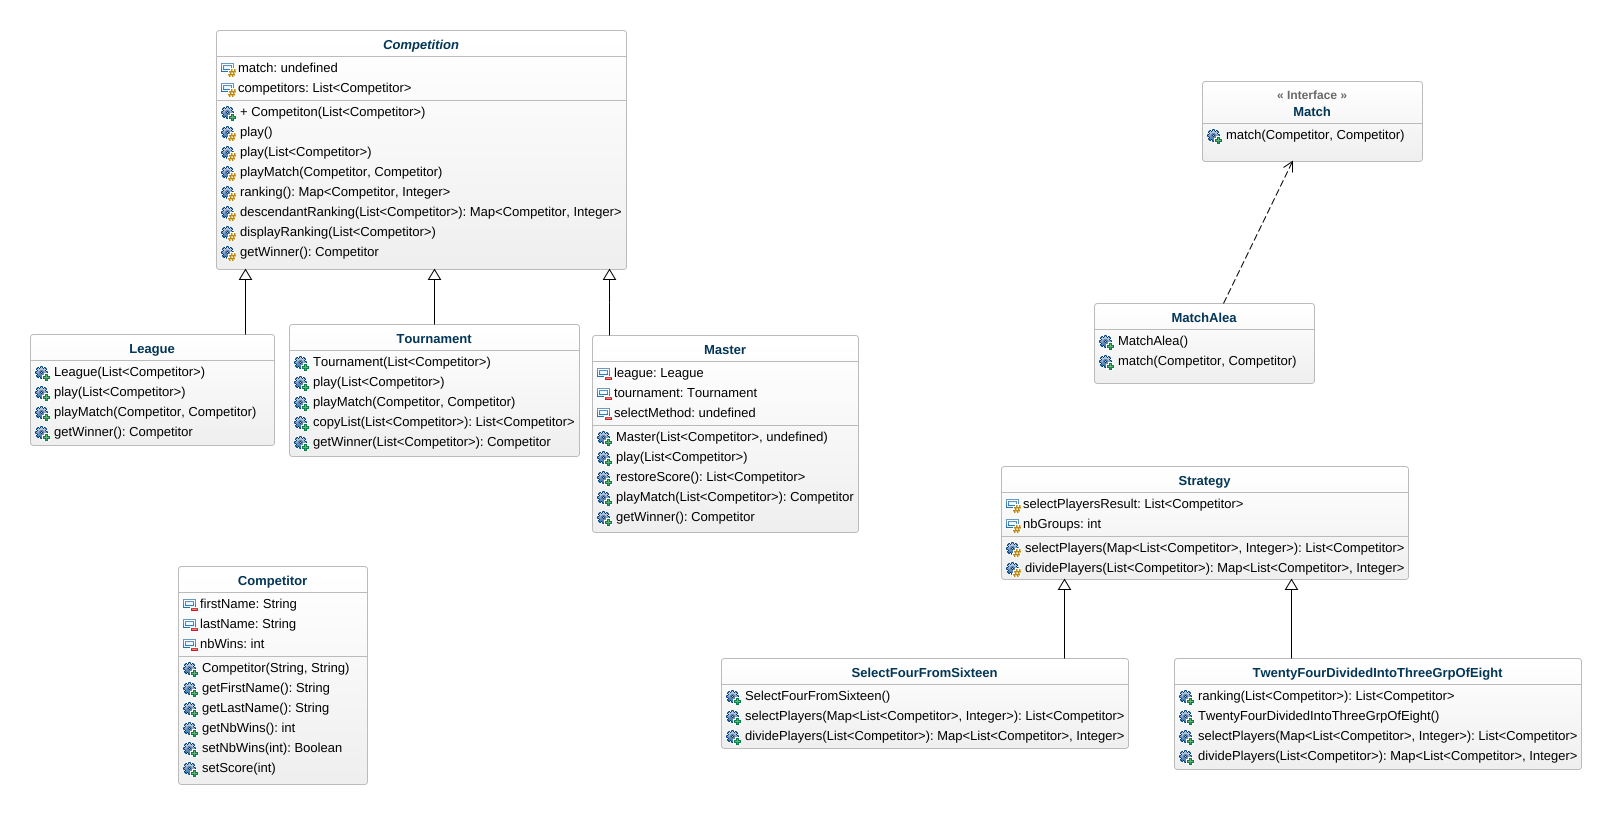 Competition
match: undefined
competitors: List<Competitor>
+ Competiton(List<Competitor>)
play()
play(List<Competitor>)
playMatch(Competitor, Competitor)
ranking(): Map<Competitor, Integer>
descendantRanking(List<Competitor>): Map<Competitor, Integer>
displayRanking(List<Competitor>)
getWinner(): Competitor
« Interface »
Match
match(Competitor, Competitor)
MatchAlea
MatchAlea()
match(Competitor, Competitor)
League
League(List<Competitor>)
play(List<Competitor>)
playMatch(Competitor, Competitor)
getWinner(): Competitor
Tournament
Tournament(List<Competitor>)
play(List<Competitor>)
playMatch(Competitor, Competitor)
copyList(List<Competitor>): List<Competitor>
getWinner(List<Competitor>): Competitor
Master
league: League
tournament: Tournament
selectMethod: undefined
Master(List<Competitor>, undefined)
play(List<Competitor>)
restoreScore(): List<Competitor>
playMatch(List<Competitor>): Competitor
getWinner(): Competitor
Strategy
selectPlayersResult: List<Competitor>
nbGroups: int
selectPlayers(Map<List<Competitor>, Integer>): List<Competitor>
dividePlayers(List<Competitor>): Map<List<Competitor>, Integer>
Competitor
firstName: String
lastName: String
nbWins: int
Competitor(String, String)
getFirstName(): String
getLastName(): String
getNbWins(): int
setNbWins(int): Boolean
setScore(int)
SelectFourFromSixteen
SelectFourFromSixteen()
selectPlayers(Map<List<Competitor>, Integer>): List<Competitor>
dividePlayers(List<Competitor>): Map<List<Competitor>, Integer>
TwentyFourDividedIntoThreeGrpOfEight
ranking(List<Competitor>): List<Competitor>
TwentyFourDividedIntoThreeGrpOfEight()
selectPlayers(Map<List<Competitor>, Integer>): List<Competitor>
dividePlayers(List<Competitor>): Map<List<Competitor>, Integer>